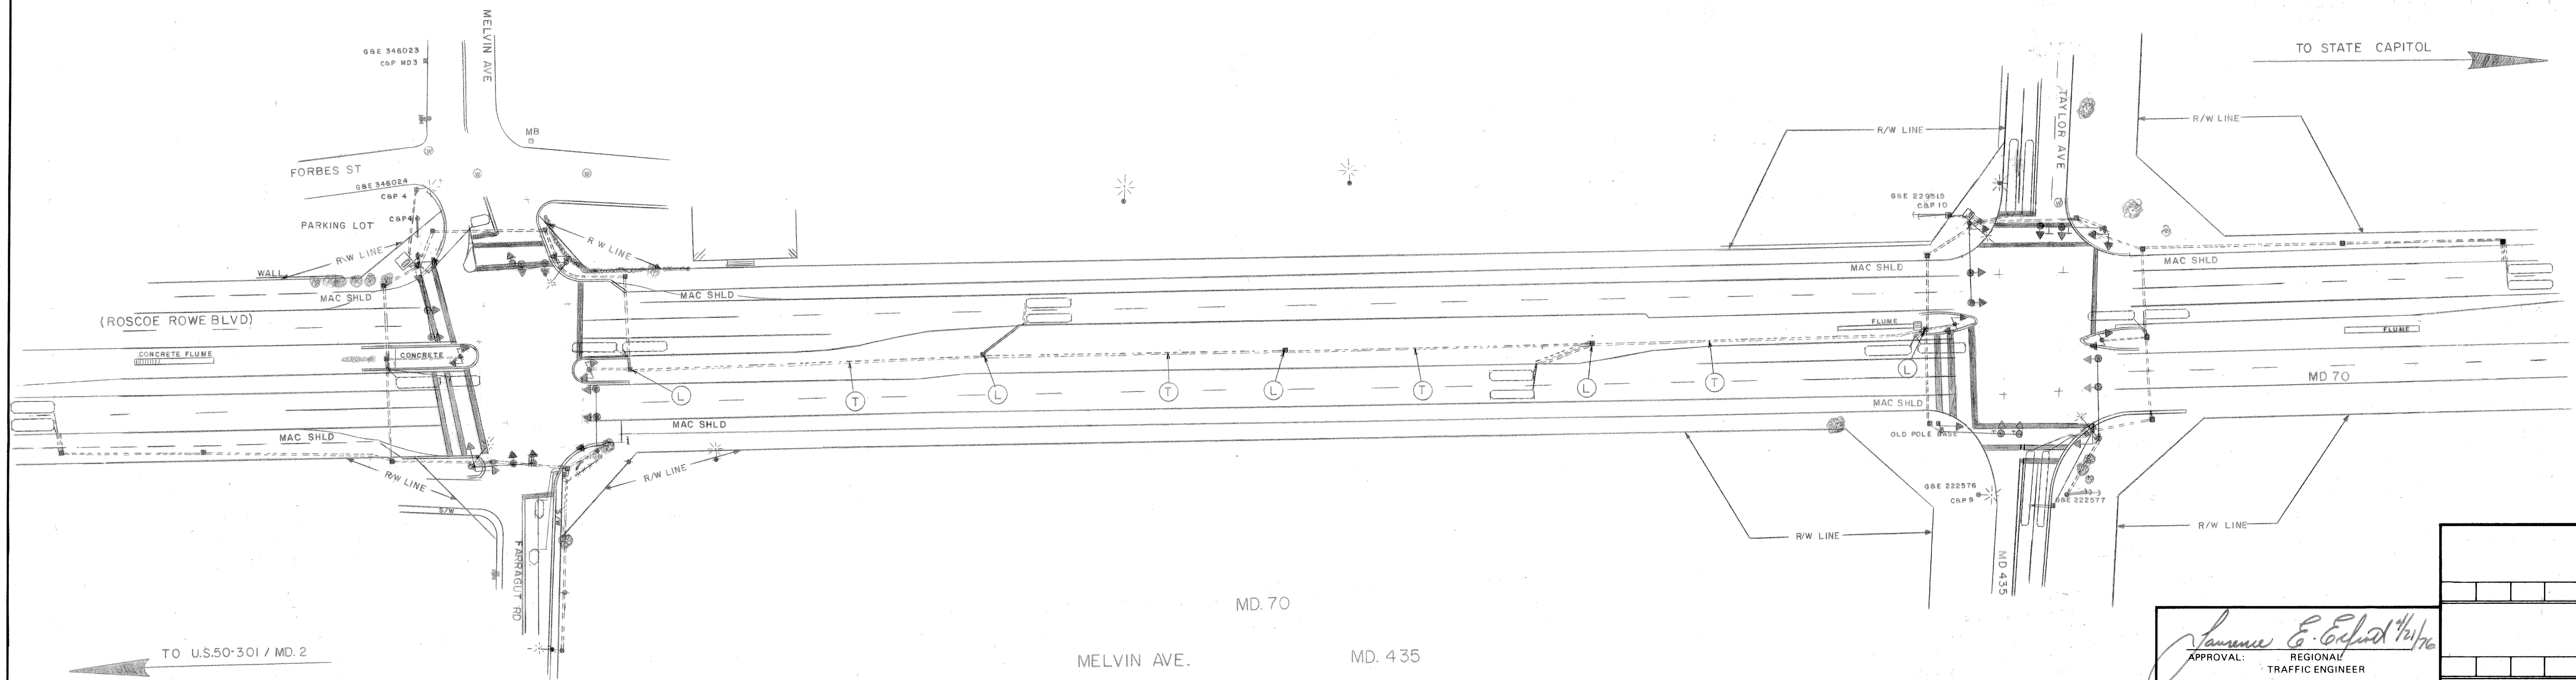 MELVIN AVE
G&E 346023
C&P MD3
TO STATE CAPITOL
TAYLOR AVE
R/W LINE
R/W LINE
MB
FORBES ST
G&E 346024
C&P 4
C&P4
PARKING LOT
R/W LINE
R W LINE
G&E 229515
C&P 10
WALL
MAC SHLD
MAC SHLD
MAC SHLD
MAC SHLD
(ROSCOE ROWE BLVD)
FLUME
FLUME
CONCRETE FLUME
CONCRETE
MD 70
L
T
L
T
L
T
L
T
L
MAC SHLD
MAC SHLD
MAC SHLD
OLD POLE BASE
R/W LINE
R/W LINE
S/W
S/W
G&E 222576
C&P 9
G&E 222577
R/W LINE
R/W LINE
FARRAGUT RD
MD 435
MD. 70
TO U.S.50-301 / MD. 2
MELVIN AVE.
MD. 435
4/21/76
APPROVAL: REGIONAL
TRAFFIC ENGINEER